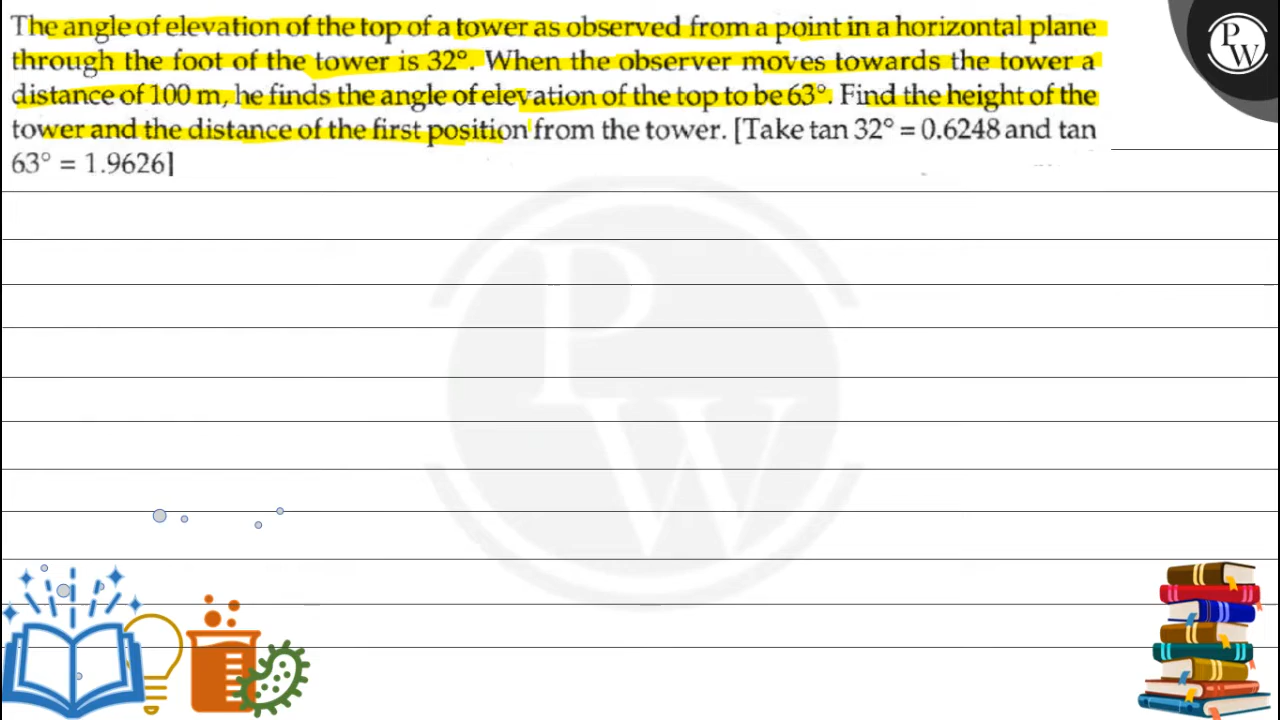 The angle of elevation of the top of a tower as observed from a point in a horizontal plane
through the foot of the tower is 32°. When the observer moves towards the tower a
distance of 100 m, he finds the angle of elevation of the top to be 63°. Find the height of the
tower and the distance of the first position from the tower. [Take tan 32° = 0.6248 and tan
63° = 1.9626]
PW
PW